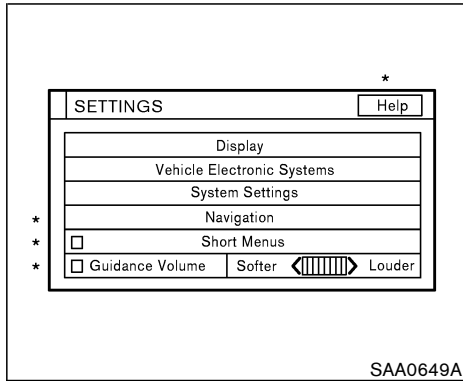 *
SETTINGS Help
Display
Vehicle Electronic Systems
System Settings
* Navigation
* Short Menus
* Guidance Volume Softer Louder
SAA0649A